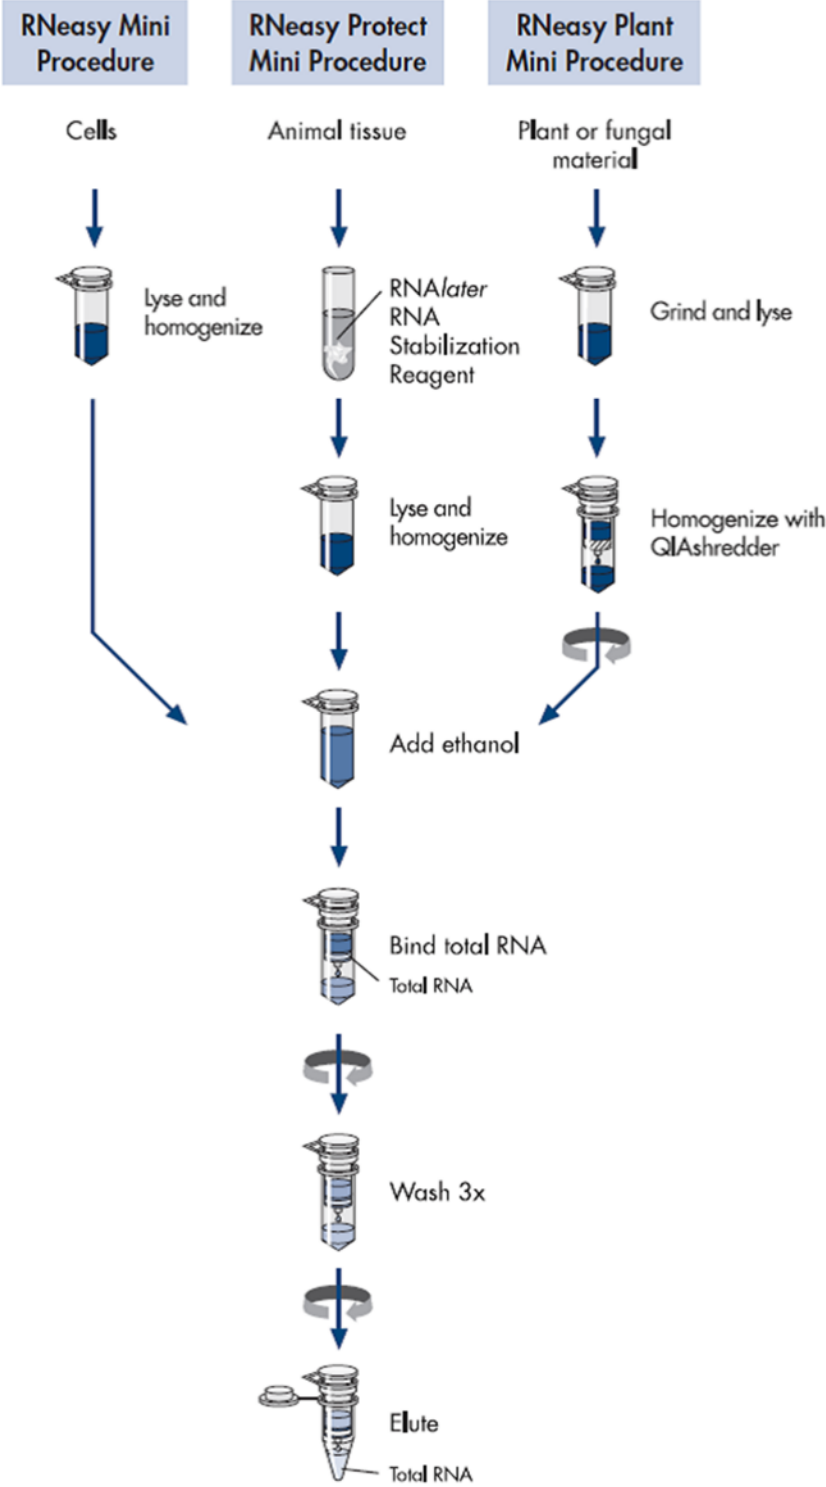 RNeasy Mini
Procedure
RNeasy Protect
Mini Procedure
RNeasy Plant
Mini Procedure
Cells
Animal tissue
Plant or fungal
material
Lyse and
homogenize
RNAlater
RNA
Stabilization
Reagent
Grind and lyse
Lyse and
homogenize
Homogenize with
QIAshredder
Add ethanol
Bind total RNA
Total RNA
Wash 3x
Elute
Total RNA